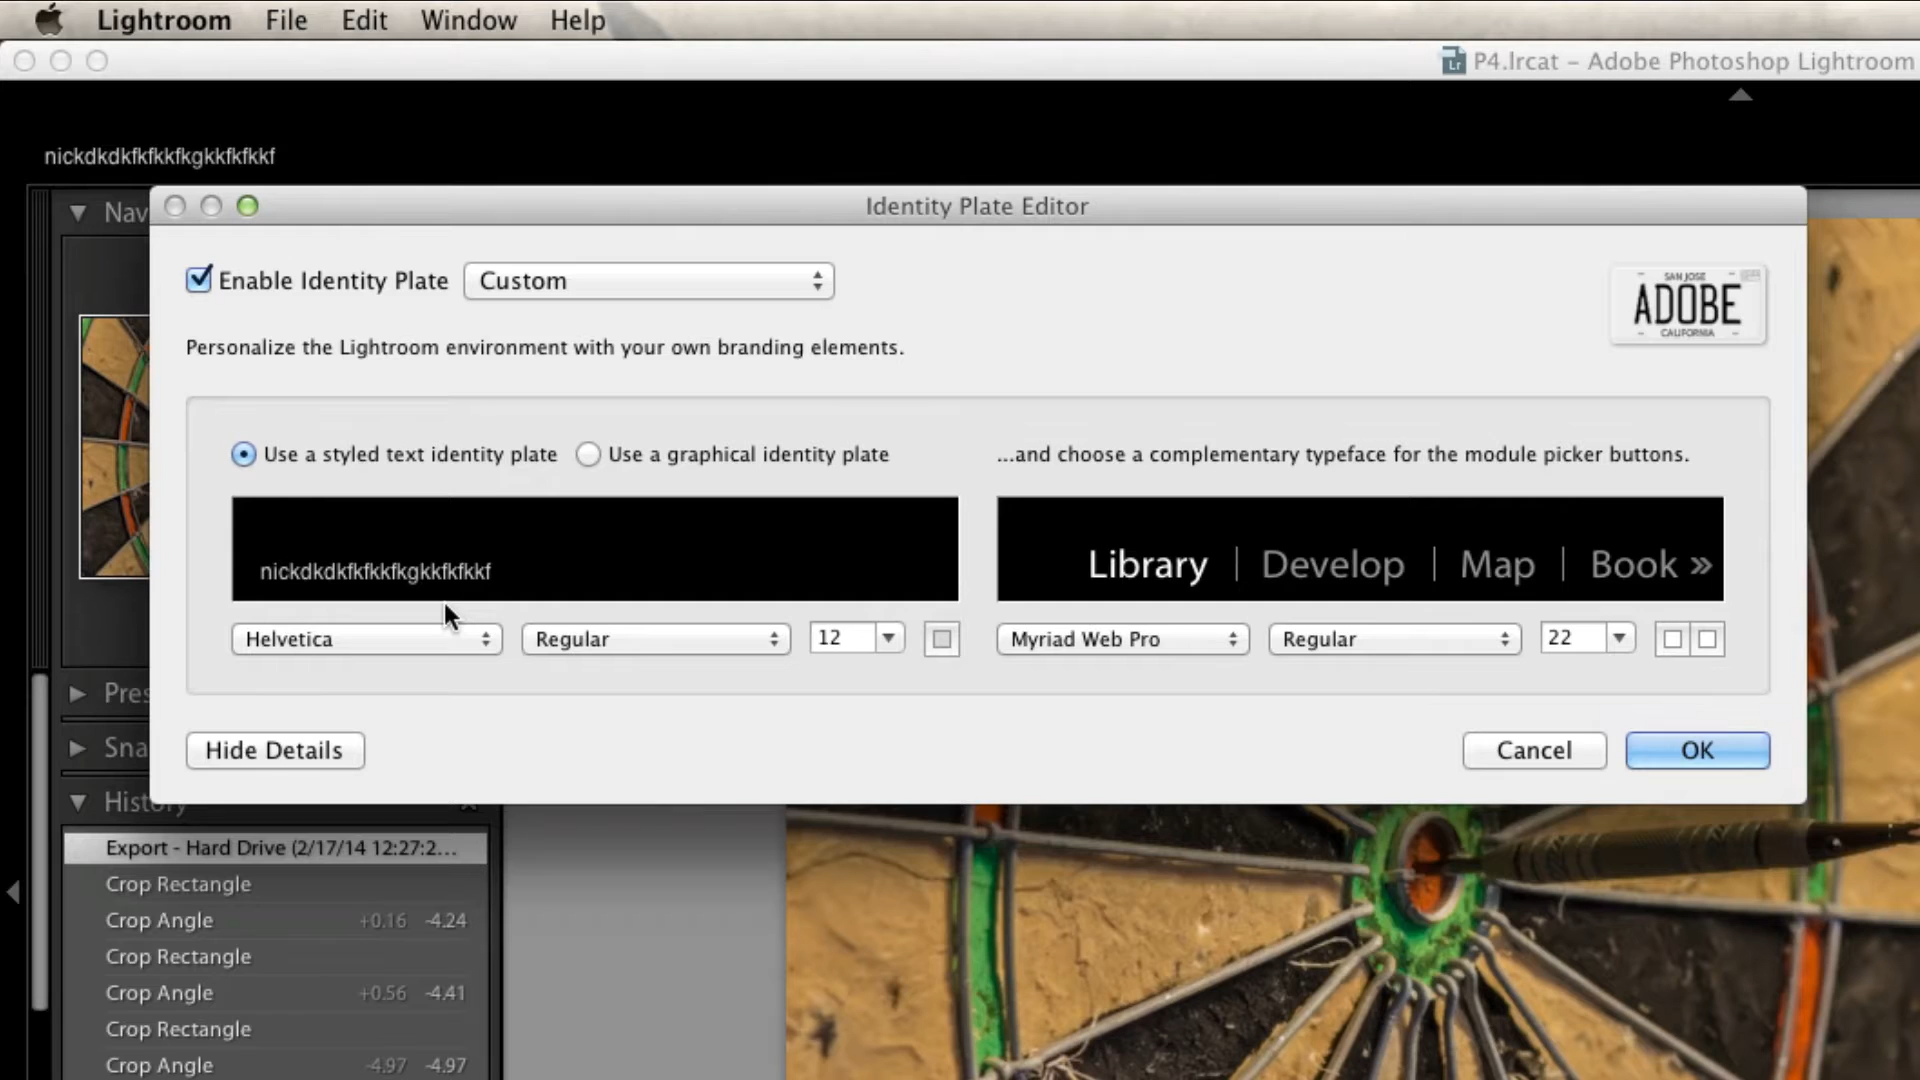 Lightroom File Edit Window Help
Lr P4.lrcat – Adobe Photoshop Lightroom
nickdkdkfkfkkfkgkkfkfkkf
Nav
Identity Plate Editor
Enable Identity Plate Custom
SAN JOSE
ADOBE
CALIFORNIA
Personalize the Lightroom environment with your own branding elements.
Use a styled text identity plate Use a graphical identity plate ...and choose a complementary typeface for the module picker buttons.
nickdkdkfkfkkfkgkkfkfkkf
Library | Develop | Map | Book »
Helvetica Regular 12 Myriad Web Pro Regular 22
Pres
Sna
Hide Details Cancel OK
History
Export - Hard Drive (2/17/14 12:27:2...
Crop Rectangle
Crop Angle +0.16 -4.24
Crop Rectangle
Crop Angle +0.56 -4.41
Crop Rectangle
Crop Angle -4.97 -4.97